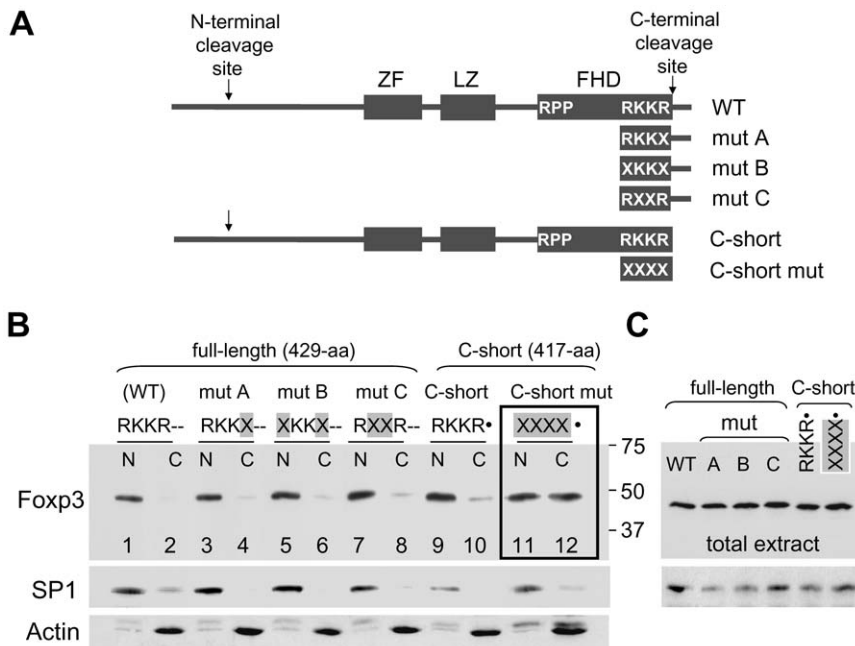 A
N-terminal
cleavage
site
C-terminal
cleavage
site
ZF LZ FHD
RPP RKKR WT
RKKX mut A
XKKX mut B
RXXR mut C
RPP RKKR C-short
XXXX C-short mut
B
full-length (429-aa) C-short (417-aa)
(WT) mut A mut B mut C C-short C-short mut
RKKR-- RKKX-- XKKX-- RXXR-- RKKR• XXXX •
N C N C N C N C N C N C
75
Foxp3 50
37
1 2 3 4 5 6 7 8 9 10 11 12
SP1
Actin
C
full-length C-short
mut
WT A B C RKKR• XXXX•
total extract